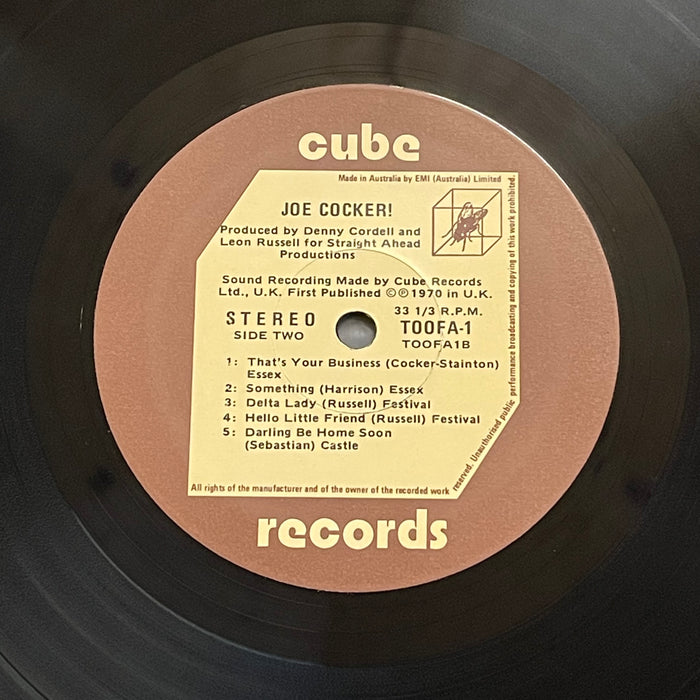 cube
Made in Australia by EMI (Australia) Limited
JOE COCKER!
Produced by Denny Cordell and
Leon Russell for Straight Ahead
Productions
Sound Recording Made by Cube Records
Ltd., U.K. First Published ©℗1970 in U.K.
33 1/3 R.P.M.
STEREO TOOFA-1
SIDE TWO TOOFA1B
1: That's Your Business (Cocker-Stainton)
Essex
2: Something (Harrison) Essex
3: Delta Lady (Russell) Festival
4: Hello Little Friend (Russell) Festival
5: Darling Be Home Soon
(Sebastian) Castle
All rights of the manufacturer and of the owner of the recorded work
reserved. Unauthorised public
performance broadcasting and copying of this work prohibited.
records